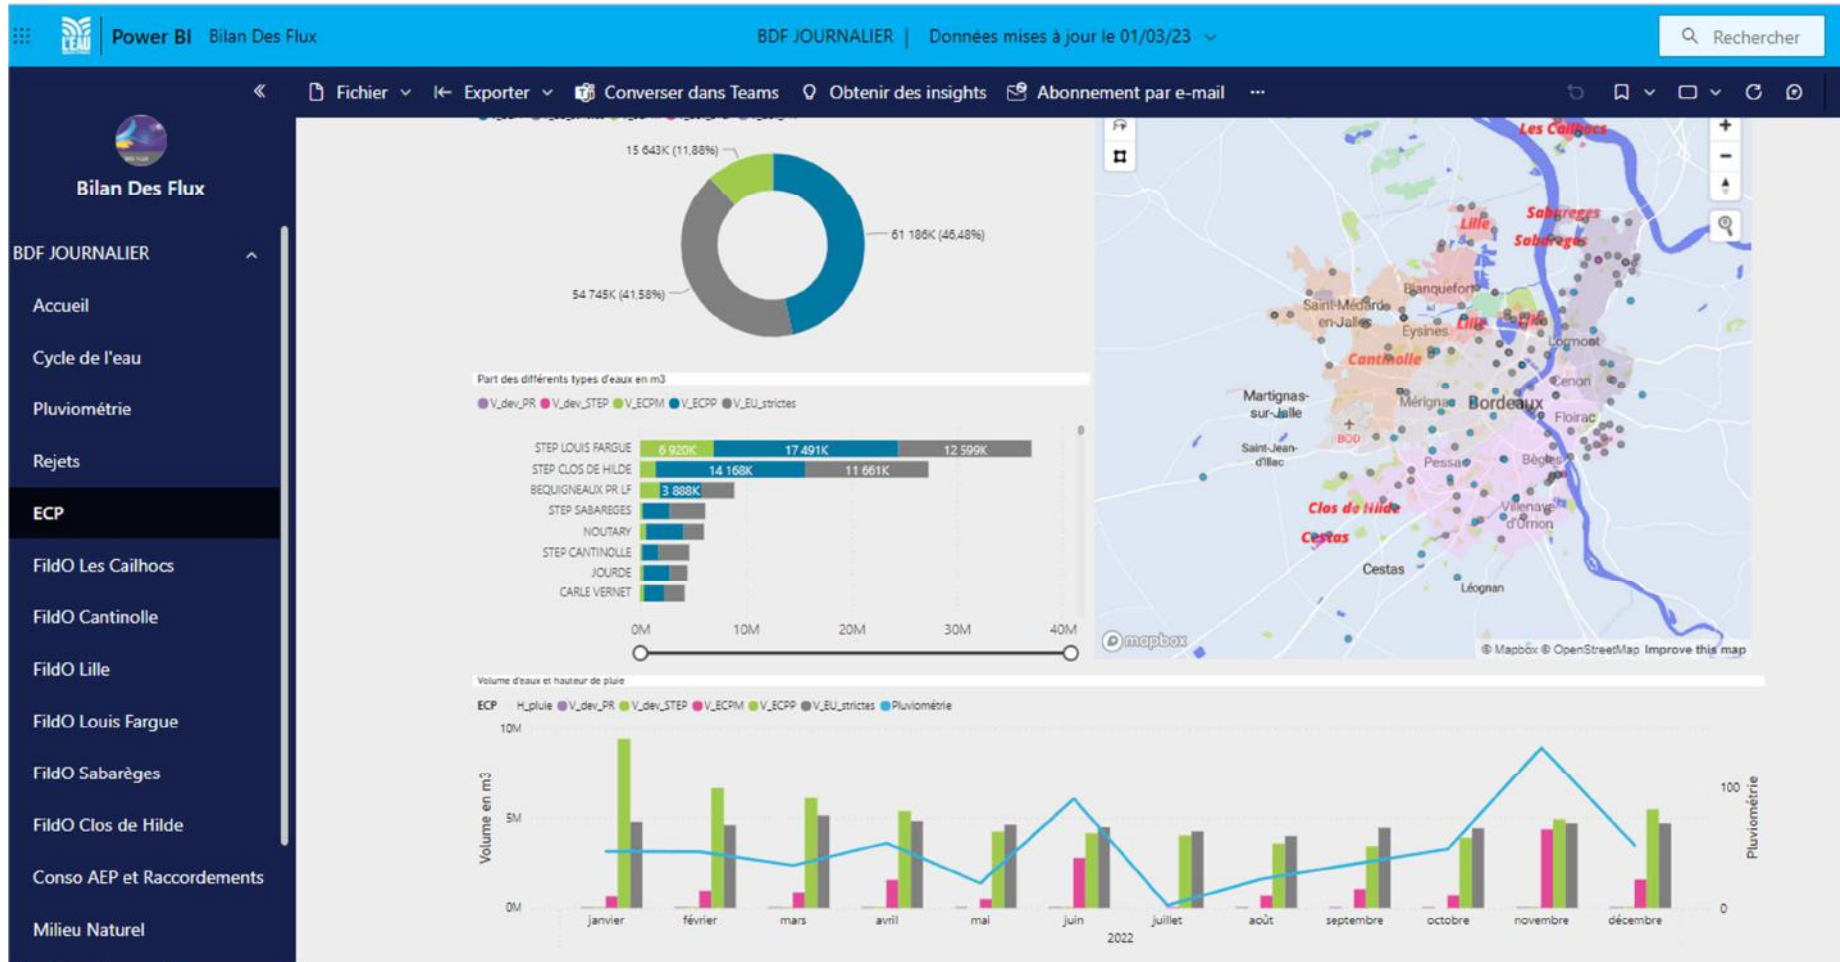 L'EAU
Power BI Bilan Des Flux
BDF JOURNALIER | Données mises à jour le 01/03/23
Rechercher
Fichier Exporter Converser dans Teams Obtenir des insights Abonnement par e-mail ...
Bilan Des Flux
BDF JOURNALIER
Accueil
Cycle de l'eau
Pluviométrie
Rejets
ECP
FildO Les Cailhocs
FildO Cantinolle
FildO Lille
FildO Louis Fargue
FildO Sabarèges
FildO Clos de Hilde
Conso AEP et Raccordements
Milieu Naturel
15 643K (11,88%)
61 186K (46,48%)
54 745K (41,58%)
Part des différents types d'eaux en m3
V_dev_PR V_dev_STEP V_ECPM V_ECPP V_EU_strictes
STEP LOUIS FARGUE 6 920K 17 491K 12 599K
STEP CLOS DE HILDE 14 168K 11 661K
BEQUIGNEAUX PR LF 3 888K
STEP SABAREGES
NOUTARY
STEP CANTINOLLE
JOURDE
CARLE VERNET
0M 10M 20M 30M 40M
Les Cailhocs
Sabareges
Lille
Sabareges
Blanquefort
Saint-Médard-
en-Jalles
Eysines
Lille
Lormont
Cantinolle
Cenon
Martignas-
sur-Jalle
Mérignac
Bordeaux
Floirac
BOD
Saint-Jean-
d'Illac
Pessac
Bègles
Clos de Hilde
Villenave
d'Ornon
Cestas
Cestas
Léognan
mapbox
© Mapbox © OpenStreetMap Improve this map
Volume d'eaux et hauteur de pluie
ECP H_pluie V_dev_PR V_dev_STEP V_ECPM V_ECPP V_EU_strictes Pluviométrie
10M
5M
0M
Volume en m3
100
0
Pluviométrie
janvier février mars avril mai juin juillet août septembre octobre novembre décembre
2022